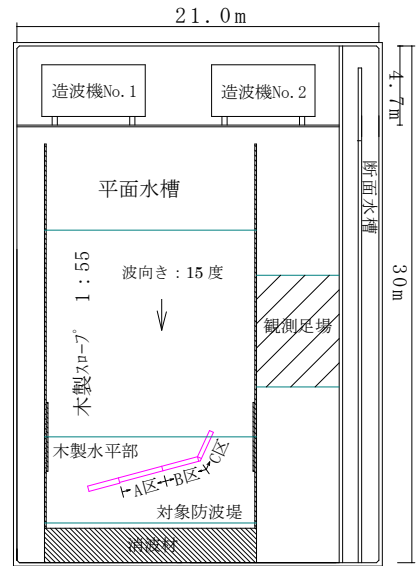 21.0m
造波機No.1
造波機No.2
4.7m
断面水槽
平面水槽
30m
波向き：15 度
木製ｽﾛｰﾌﾟ 1：55
観測足場
木製水平部
A区
B区
C区
対象防波堤
消波材